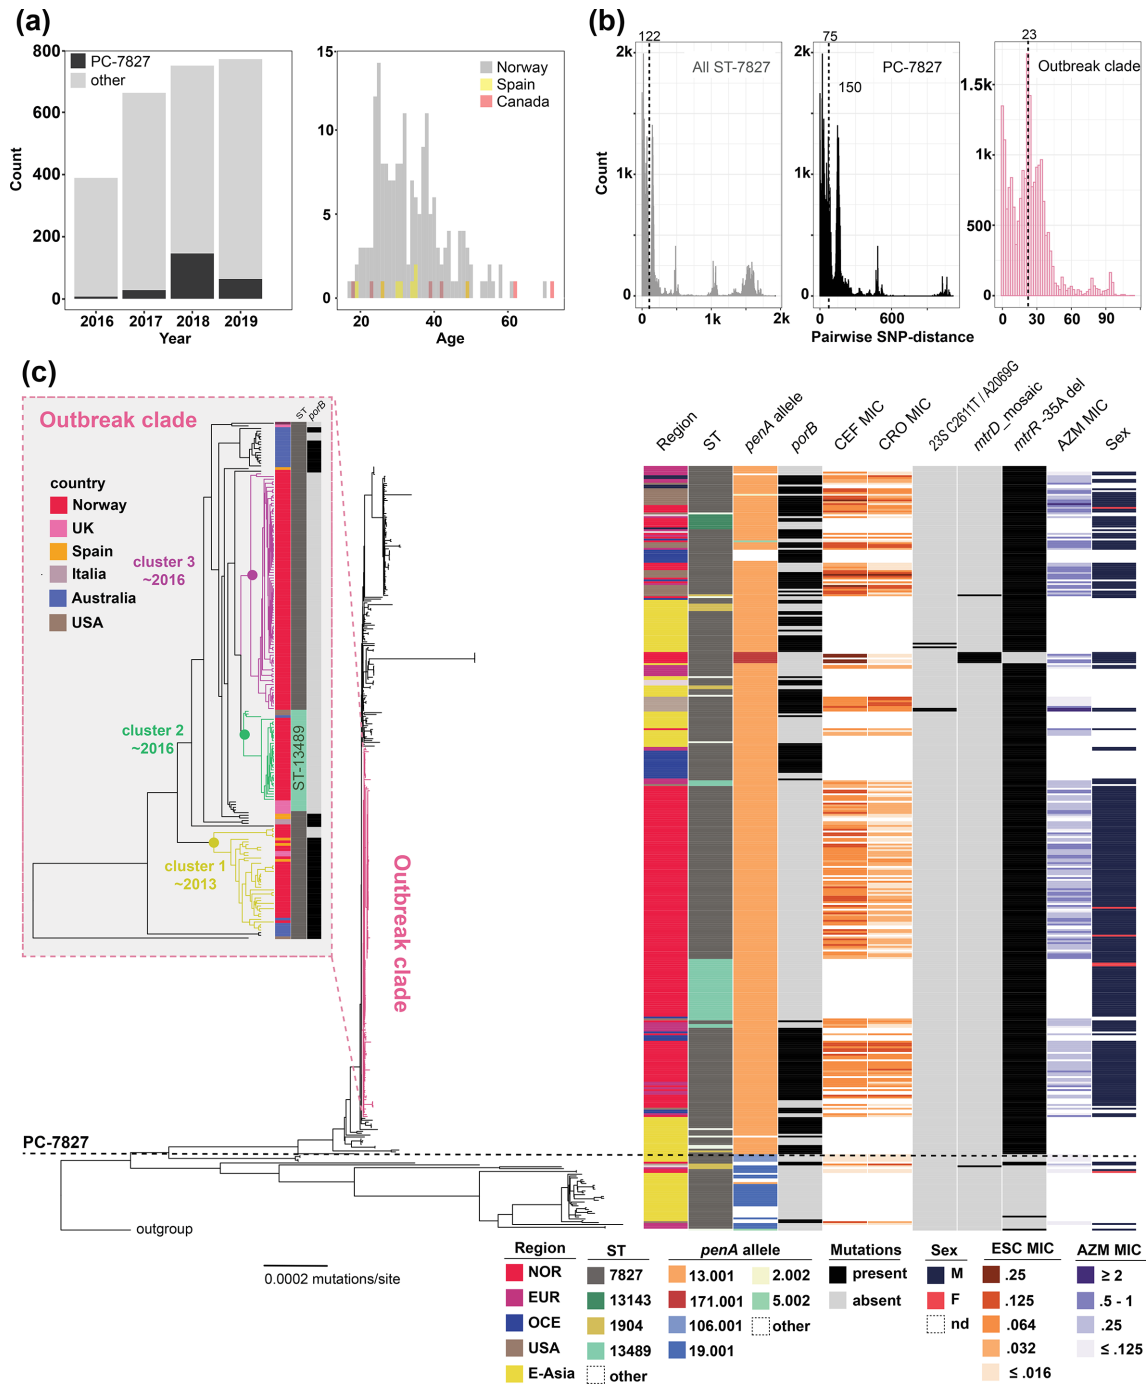 (a)
800
600
400
200
0
Count
PC-7827
other
2016 2017 2018 2019
Year
15
10
5
0
Norway
Spain
Canada
20 40 60
Age
(b)
122
2k
1k
0
Count
All ST-7827
0 1k 2k
75
2k
1k
0
PC-7827
150
0 600
Pairwise SNP-distance
23
1.5k
1k
500
0
Outbreak clade
0 30 60 90
(c)
Outbreak clade
ST porB
country
Norway
UK
Spain
Italia
Australia
USA
cluster 3
~2016
cluster 2
~2016
ST-13489
cluster 1
~2013
Outbreak clade
PC-7827
outgroup
0.0002 mutations/site
Region
ST
penA allele
porB
CEF MIC
CRO MIC
23S C2611T / A2069G
mtrD_mosaic
mtrR -35A del
AZM MIC
Sex
Region
NOR
EUR
OCE
USA
E-Asia
ST
7827
13143
1904
13489
other
penA allele
13.001
171.001
106.001
19.001
2.002
5.002
other
Mutations
present
absent
Sex
M
F
nd
ESC MIC
.25
.125
.064
.032
≤ .016
AZM MIC
≥ 2
.5 - 1
.25
≤ .125